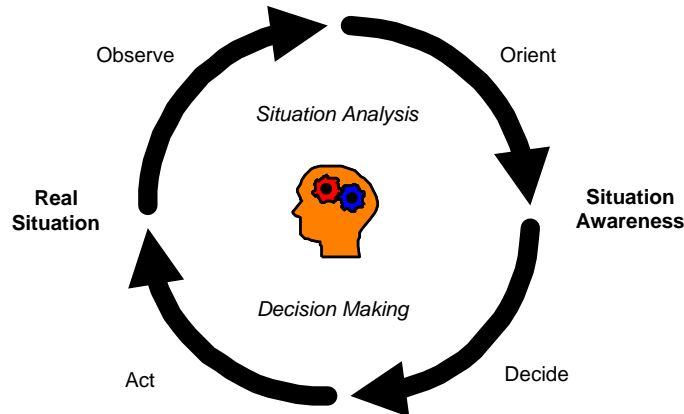 Observe
Orient
Situation Analysis
Real
Situation
Situation
Awareness
Decision Making
Act
Decide